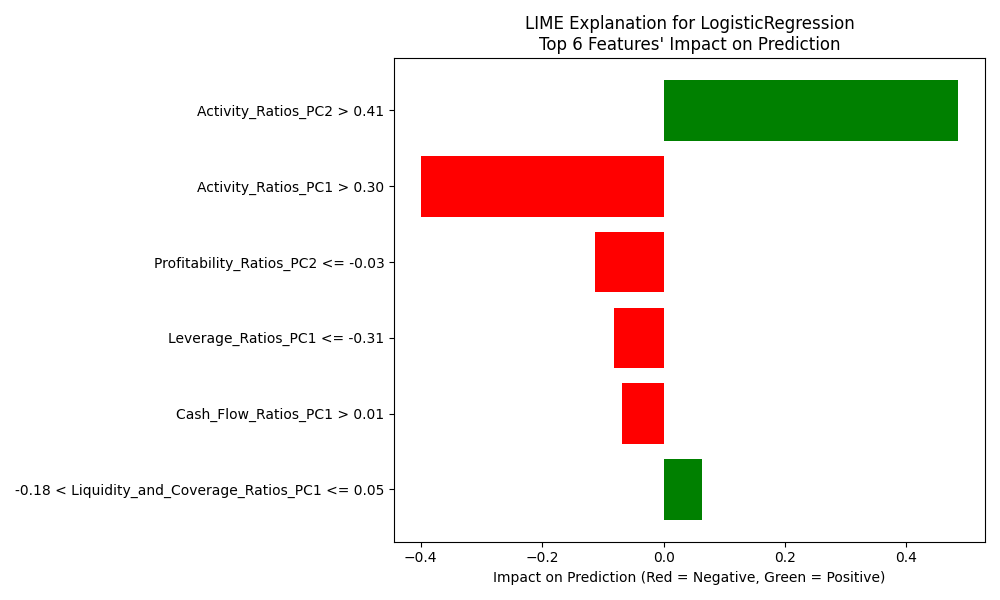 LIME Explanation for LogisticRegression
Top 6 Features' Impact on Prediction
Activity_Ratios_PC2 > 0.41
Activity_Ratios_PC1 > 0.30
Profitability_Ratios_PC2 <= -0.03
Leverage_Ratios_PC1 <= -0.31
Cash_Flow_Ratios_PC1 > 0.01
-0.18 < Liquidity_and_Coverage_Ratios_PC1 <= 0.05
−0.4 −0.2 0.0 0.2 0.4
Impact on Prediction (Red = Negative, Green = Positive)